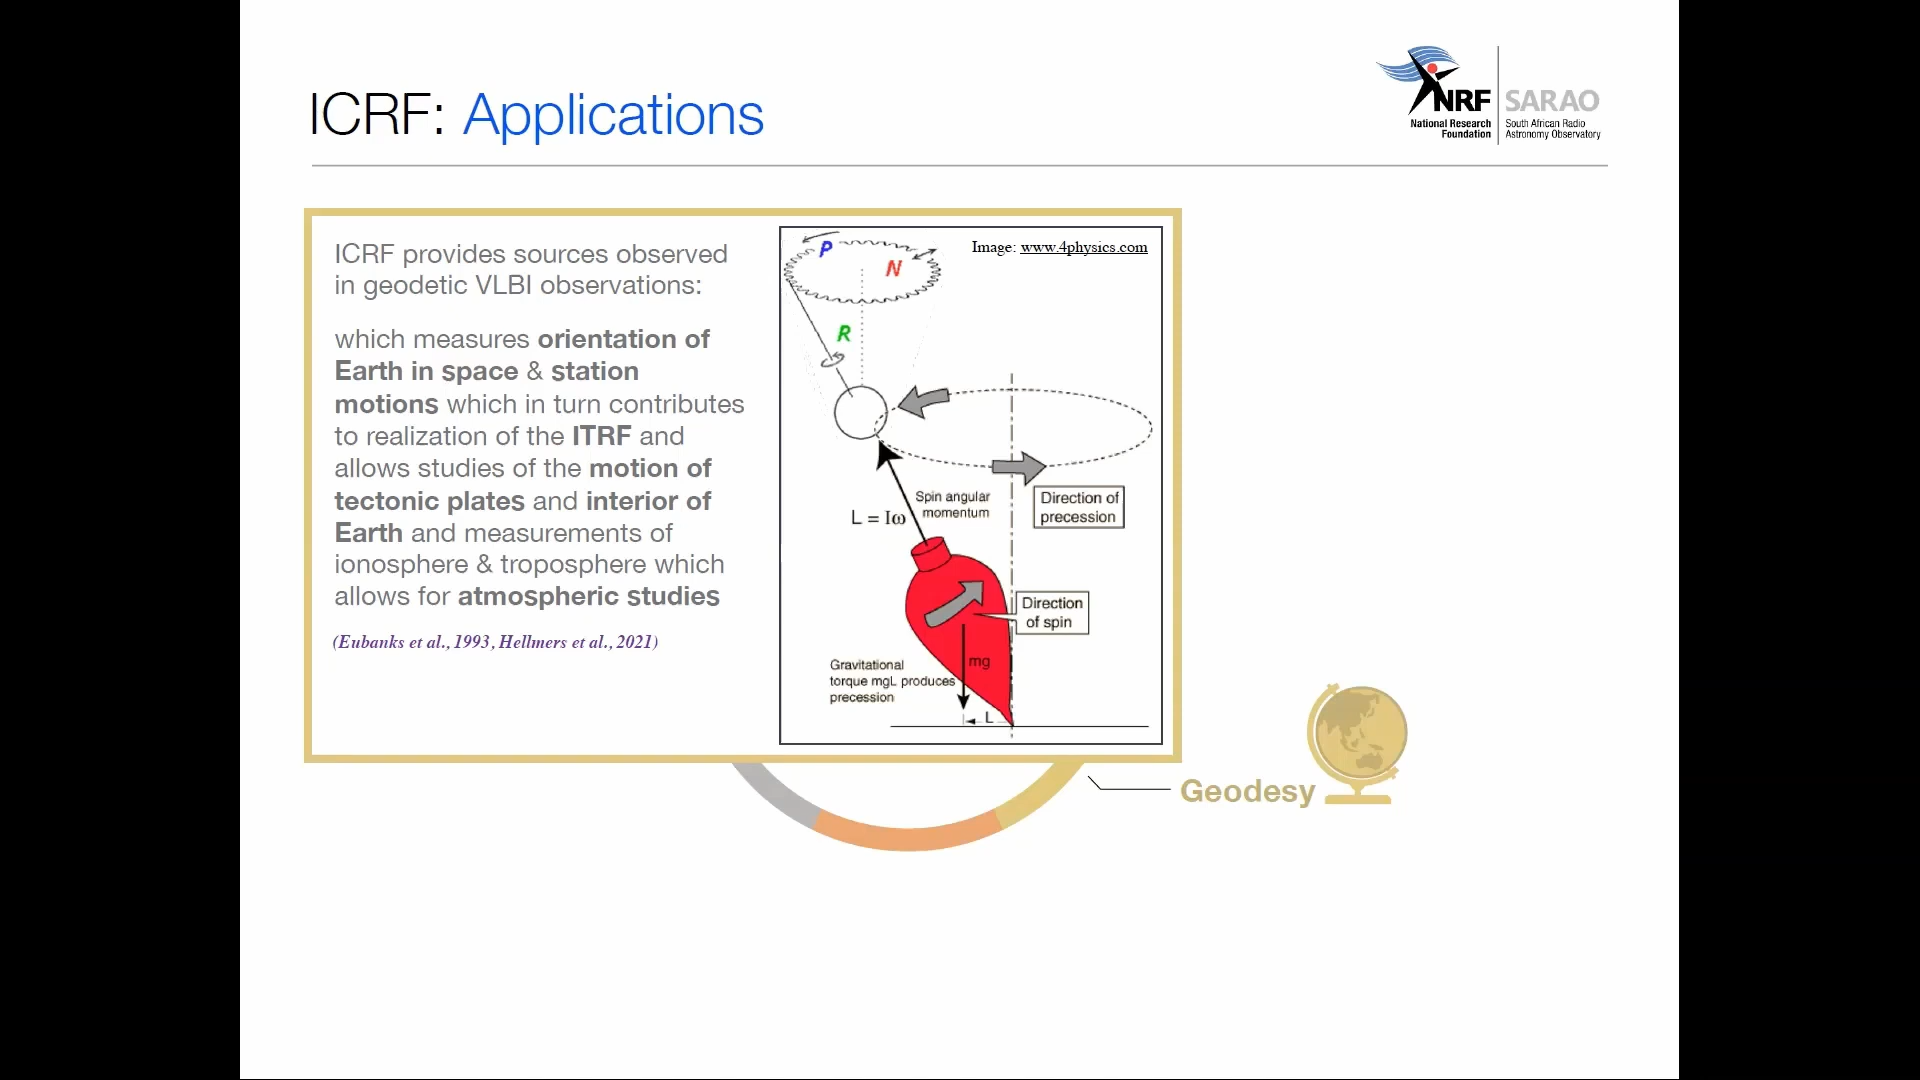 ICRF: Applications
NRF
National Research
Foundation
SARAO
South African Radio
Astronomy Observatory
ICRF provides sources observed
in geodetic VLBI observations:
which measures orientation of
Earth in space & station
motions which in turn contributes
to realization of the ITRF and
allows studies of the motion of
tectonic plates and interior of
Earth and measurements of
ionosphere & troposphere which
allows for atmospheric studies
(Eubanks et al., 1993, Hellmers et al., 2021)
Image: www.4physics.com
P
N
R
Spin angular
momentum
L = Iω
Direction of
precession
Direction
of spin
mg
Gravitational
torque mgL produces
precession
L
Geodesy